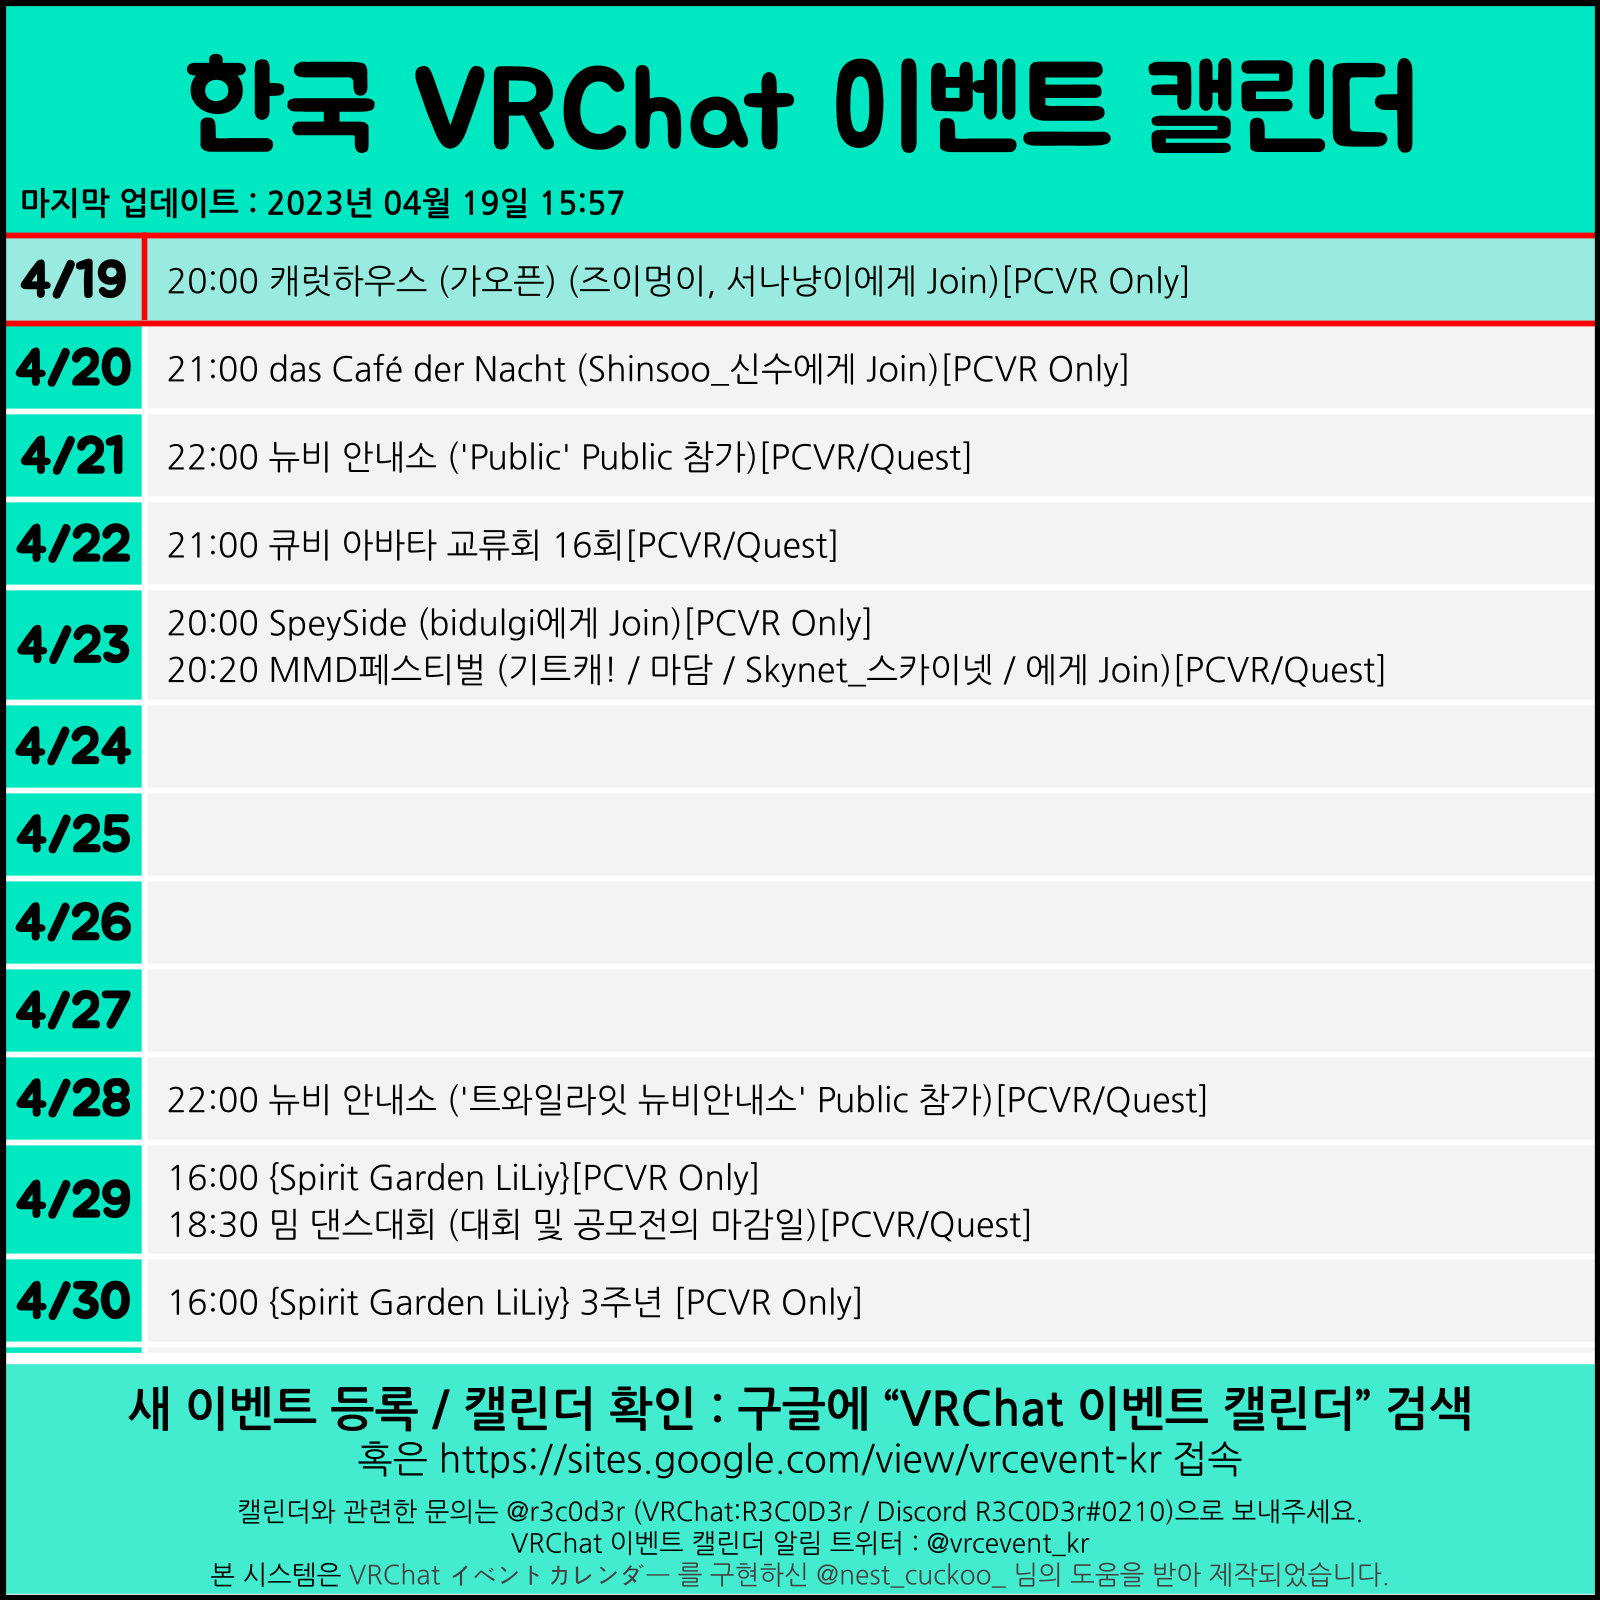 한국 VRChat 이벤트 캘린더
마지막 업데이트 : 2023년 04월 19일 15:57
4/19
20:00 캐럿하우스 (가오픈) (즈이멍이, 서나냥이에게 Join)[PCVR Only]
4/20
21:00 das Café der Nacht (Shinsoo_신수에게 Join)[PCVR Only]
4/21
22:00 뉴비 안내소 ('Public' Public 참가)[PCVR/Quest]
4/22
21:00 큐비 아바타 교류회 16회[PCVR/Quest]
4/23
20:00 SpeySide (bidulgi에게 Join)[PCVR Only]
20:20 MMD페스티벌 (기트캐! / 마담 / Skynet_스카이넷 / 에게 Join)[PCVR/Quest]
4/24
4/25
4/26
4/27
4/28
22:00 뉴비 안내소 ('트와일라잇 뉴비안내소' Public 참가)[PCVR/Quest]
4/29
16:00 {Spirit Garden LiLiy}[PCVR Only]
18:30 밈 댄스대회 (대회 및 공모전의 마감일)[PCVR/Quest]
4/30
16:00 {Spirit Garden LiLiy} 3주년 [PCVR Only]
새 이벤트 등록 / 캘린더 확인 : 구글에 “VRChat 이벤트 캘린더” 검색
혹은 https://sites.google.com/view/vrcevent-kr 접속
캘린더와 관련한 문의는 @r3c0d3r (VRChat:R3C0D3r / Discord R3C0D3r#0210)으로 보내주세요.
VRChat 이벤트 캘린더 알림 트위터 : @vrcevent_kr
본 시스템은 VRChat イベントカレンダー 를 구현하신 @nest_cuckoo_ 님의 도움을 받아 제작되었습니다.